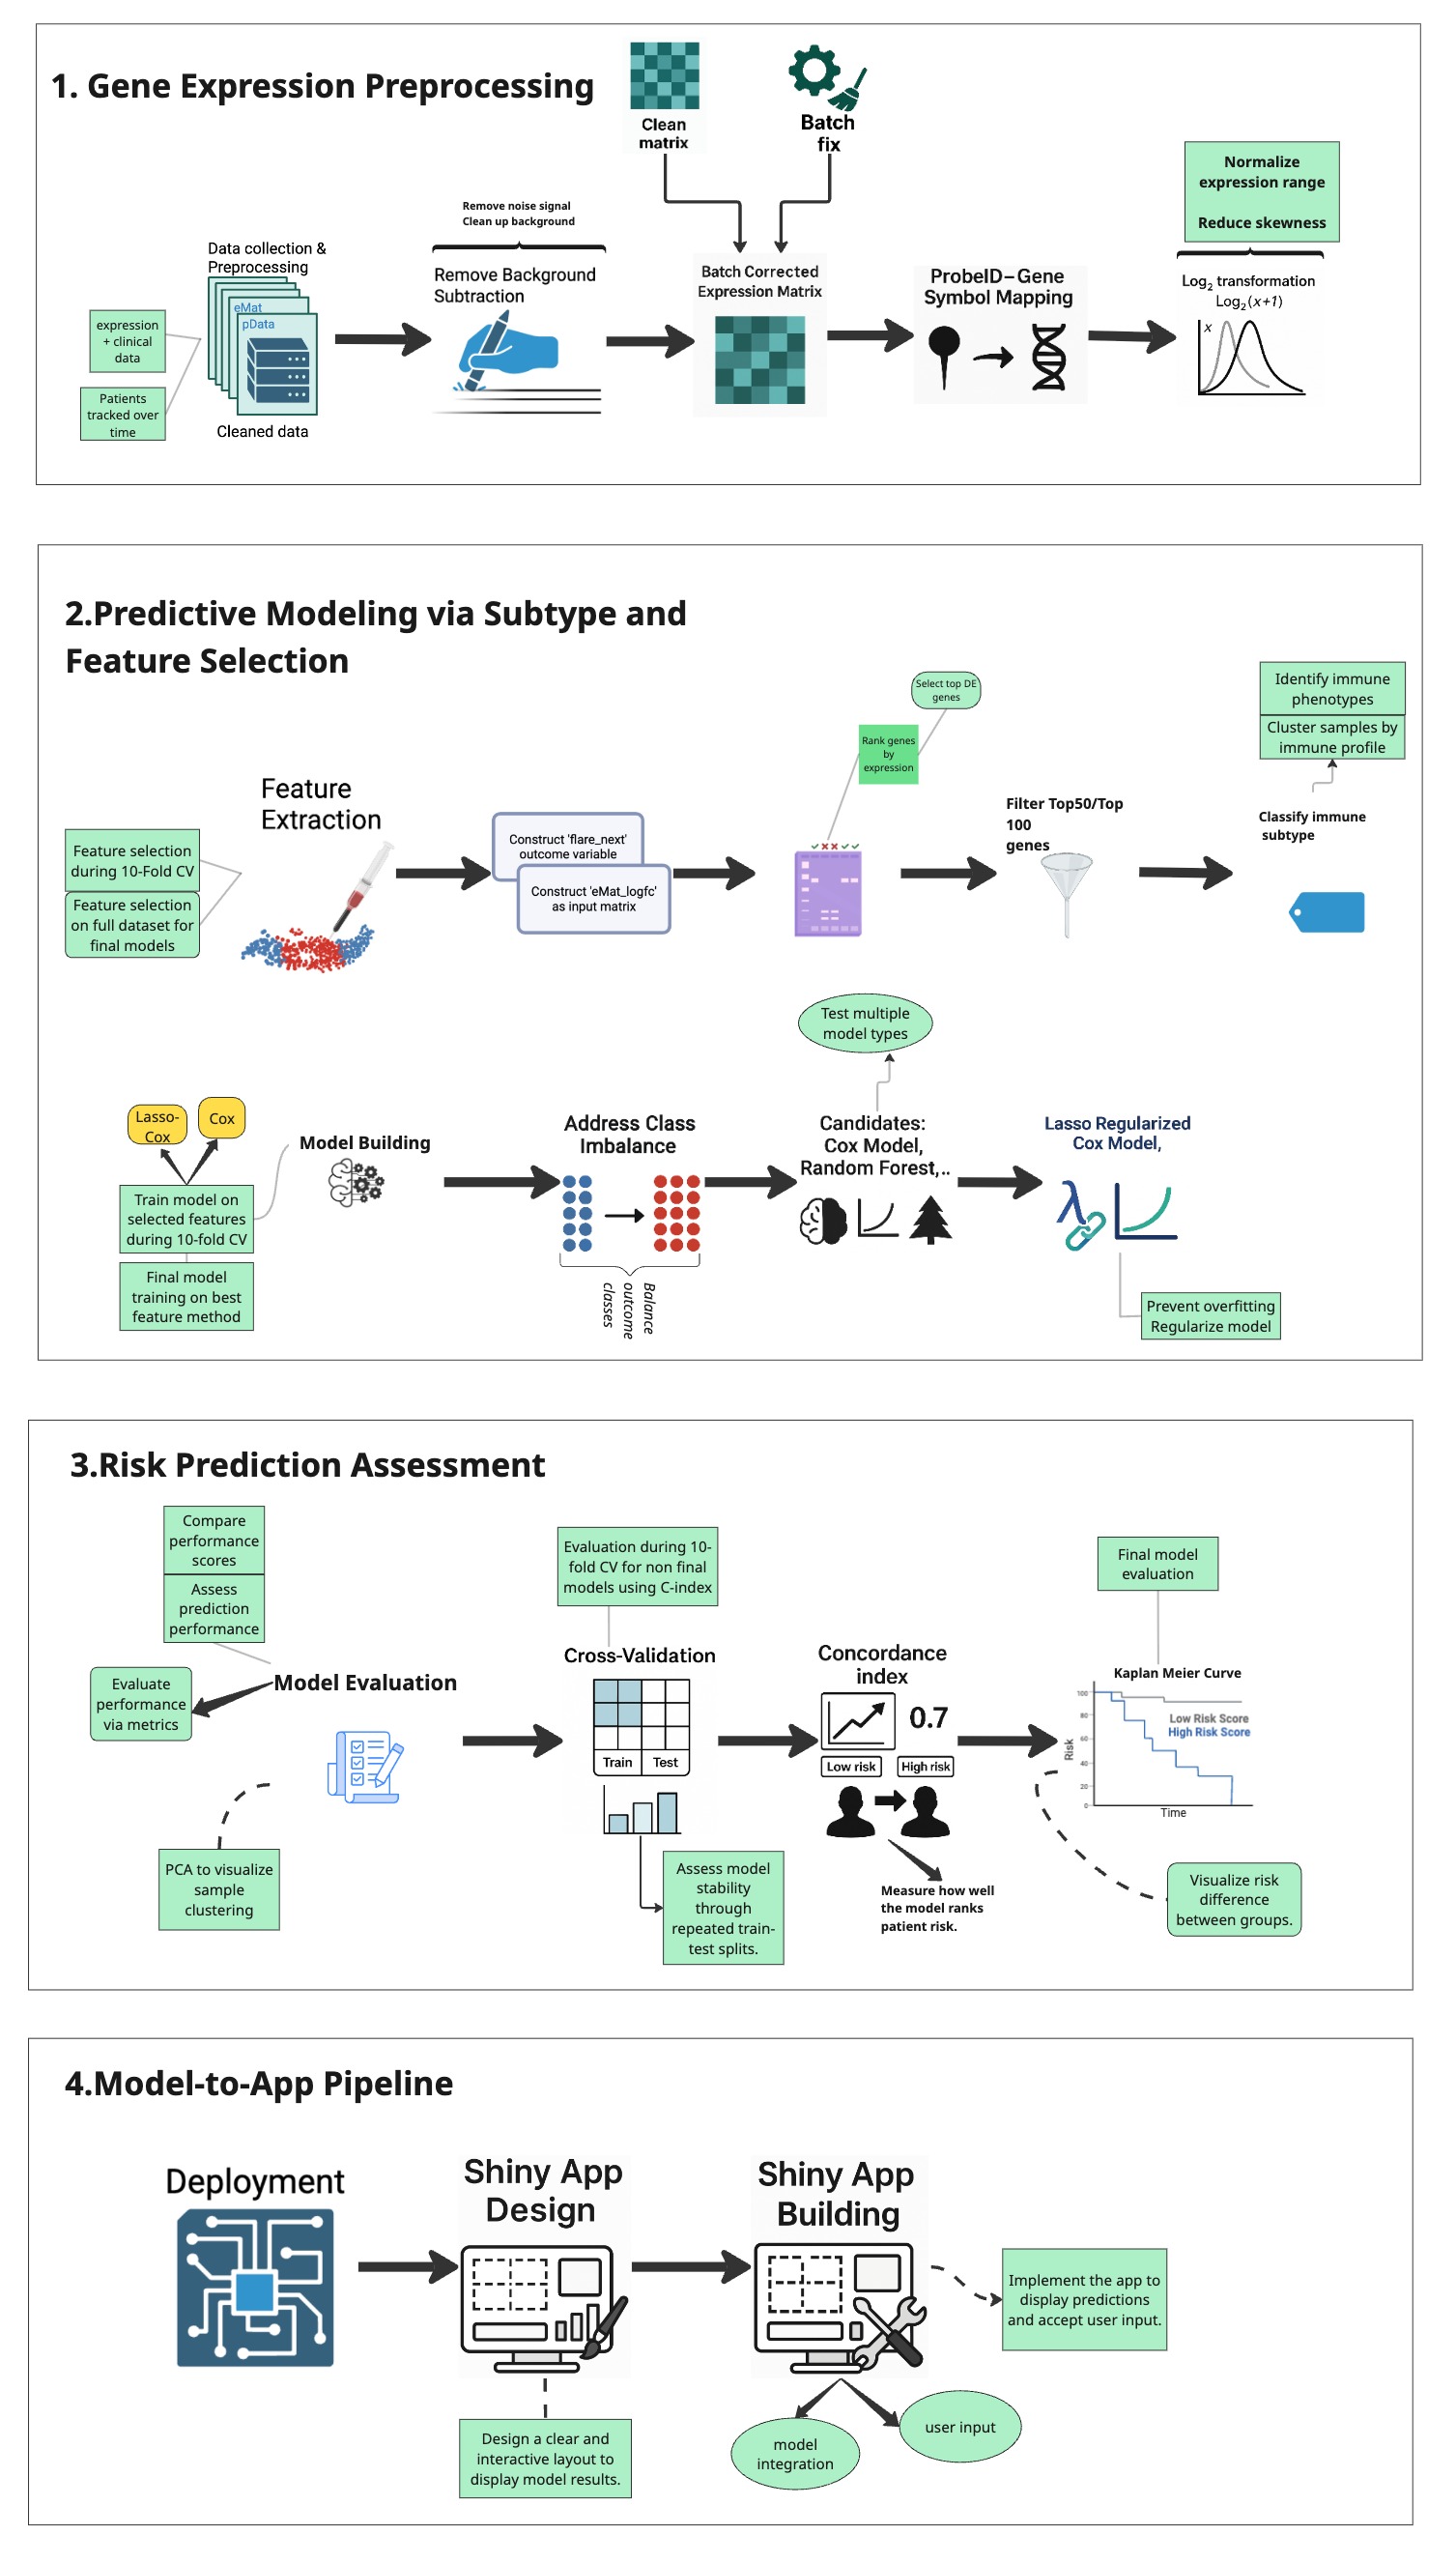 1. Gene Expression Preprocessing
Clean
matrix
Batch
fix
Normalize
expression range
Reduce skewness
Remove noise signal
Clean up background
Data collection &
Preprocessing
eMat
pData
Cleaned data
expression
+ clinical
data
Patients
tracked over
time
Remove Background
Subtraction
Batch Corrected
Expression Matrix
ProbeID–Gene
Symbol Mapping
Log2 transformation
Log2(x+1)
x
2.Predictive Modeling via Subtype and
Feature Selection
Select top DE
genes
Rank genes
by
expression
Identify immune
phenotypes
Cluster samples by
immune profile
Feature
Extraction
Feature selection
during 10-Fold CV
Feature selection
on full dataset for
final models
Construct 'flare_next'
outcome variable
Construct 'eMat_logfc'
as input matrix
Filter Top50/Top
100
genes
Classify immune
subtype
Test multiple
model types
Lasso-
Cox
Cox
Model Building
Train model on
selected features
during 10-fold CV
Final model
training on best
feature method
Address Class
Imbalance
Balance
outcome
classes
Candidates:
Cox Model,
Random Forest,..
Lasso Regularized
Cox Model,
λ
Prevent overfitting
Regularize model
3.Risk Prediction Assessment
Compare
performance
scores
Assess
prediction
performance
Evaluate
performance
via metrics
Model Evaluation
PCA to visualize
sample
clustering
Evaluation during 10-
fold CV for non final
models using C-index
Cross-Validation
Train
Test
Assess model
stability
through
repeated train-
test splits.
Concordance
index
0.7
Low risk
High risk
Measure how well
the model ranks
patient risk.
Final model
evaluation
Kaplan Meier Curve
100
80
60
40
20
0
Risk
Low Risk Score
High Risk Score
Time
Visualize risk
difference
between groups.
4.Model-to-App Pipeline
Deployment
Shiny App
Design
Shiny App
Building
Implement the app to
display predictions
and accept user input.
Design a clear and
interactive layout to
display model results.
model
integration
user input